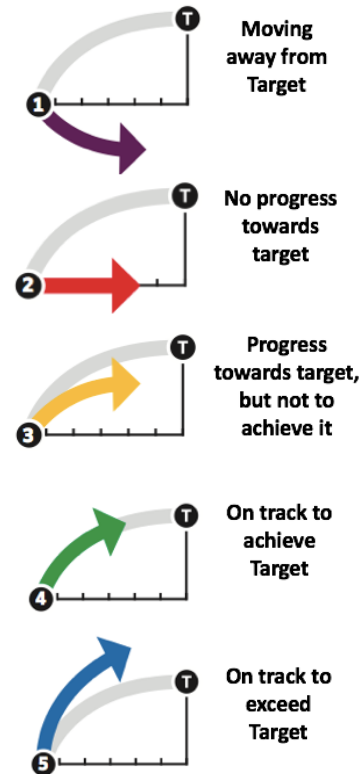 T
Moving
away from
Target
1
T
No progress
towards
target
2
T
Progress
towards target,
but not to
achieve it
3
T
On track to
achieve
Target
4
T
On track to
exceed
Target
5